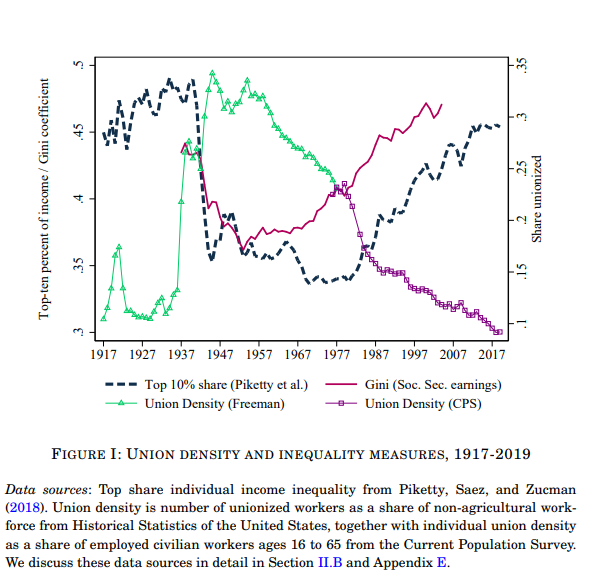 .5
.45
.4
.35
.3
Top-ten percent of income / Gini coefficient
.35
.3
.25
.2
.15
.1
Share unionized
1917 1927 1937 1947 1957 1967 1977 1987 1997 2007 2017
Top 10% share (Piketty et al.) Gini (Soc. Sec. earnings)
Union Density (Freeman) Union Density (CPS)
FIGURE I: UNION DENSITY AND INEQUALITY MEASURES, 1917-2019
Data sources: Top share individual income inequality from Piketty, Saez, and Zucman
(2018). Union density is number of unionized workers as a share of non-agricultural work-
force from Historical Statistics of the United States, together with individual union density
as a share of employed civilian workers ages 16 to 65 from the Current Population Survey.
We discuss these data sources in detail in Section II.B and Appendix E.